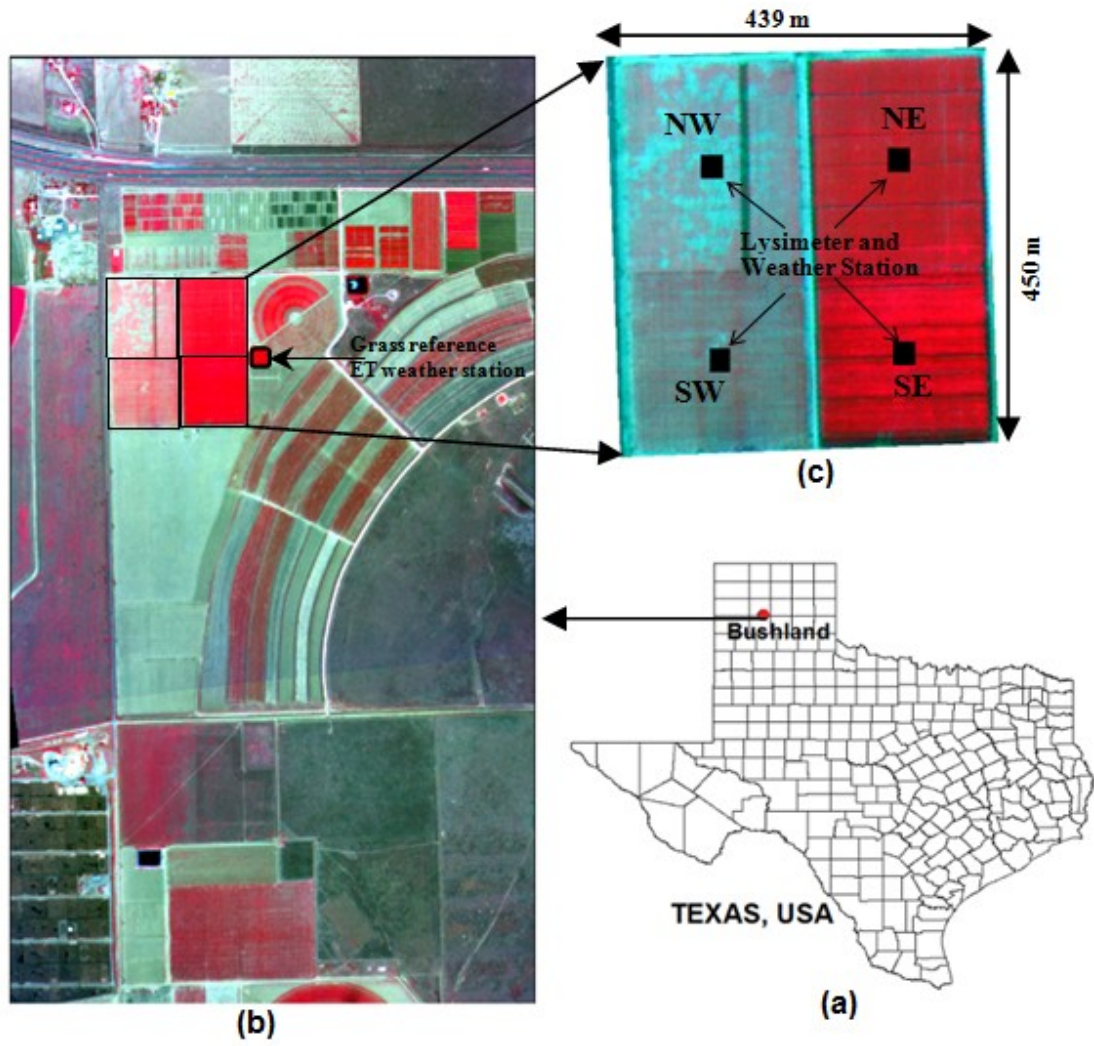 439 m
NW
NE
Lysimeter and
Weather Station
450 m
SW
SE
(c)
Grass reference
ET weather station
Bushland
TEXAS, USA
(a)
(b)